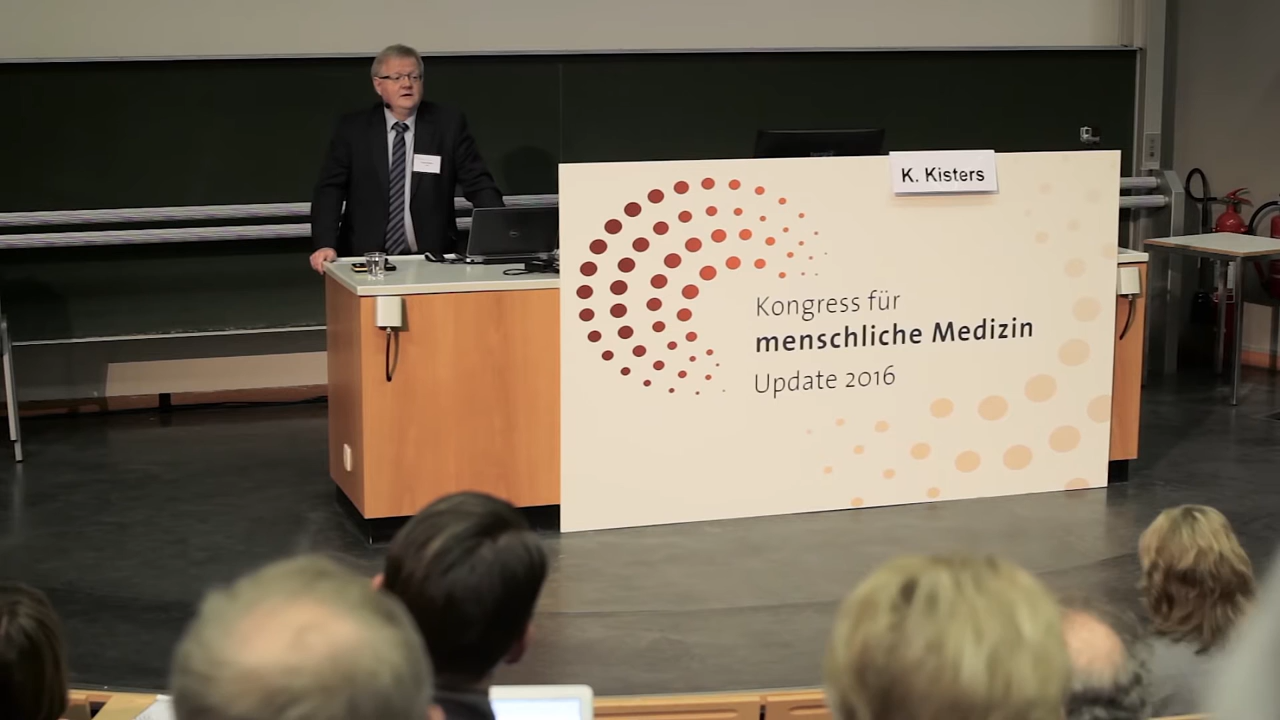 K. Kisters
Kongress für
menschliche Medizin
Update 2016